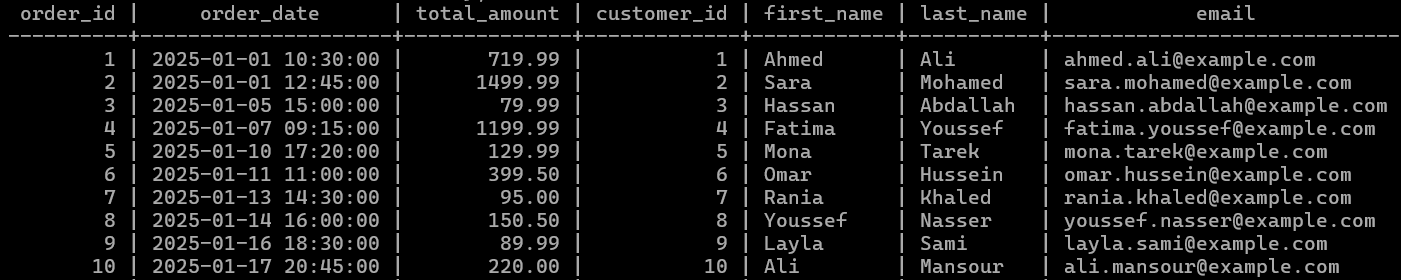 order_id |     order_date      | total_amount | customer_id | first_name | last_name |            email
----------+---------------------+--------------+-------------+------------+-----------+-----------------------------
        1 | 2025-01-01 10:30:00 |       719.99 |           1 | Ahmed      | Ali       | ahmed.ali@example.com
        2 | 2025-01-01 12:45:00 |      1499.99 |           2 | Sara       | Mohamed   | sara.mohamed@example.com
        3 | 2025-01-05 15:00:00 |        79.99 |           3 | Hassan     | Abdallah  | hassan.abdallah@example.com
        4 | 2025-01-07 09:15:00 |      1199.99 |           4 | Fatima     | Youssef   | fatima.youssef@example.com
        5 | 2025-01-10 17:20:00 |       129.99 |           5 | Mona       | Tarek     | mona.tarek@example.com
        6 | 2025-01-11 11:00:00 |       399.50 |           6 | Omar       | Hussein   | omar.hussein@example.com
        7 | 2025-01-13 14:30:00 |        95.00 |           7 | Rania      | Khaled    | rania.khaled@example.com
        8 | 2025-01-14 16:00:00 |       150.50 |           8 | Youssef    | Nasser    | youssef.nasser@example.com
        9 | 2025-01-16 18:30:00 |        89.99 |           9 | Layla      | Sami      | layla.sami@example.com
       10 | 2025-01-17 20:45:00 |       220.00 |          10 | Ali        | Mansour   | ali.mansour@example.com